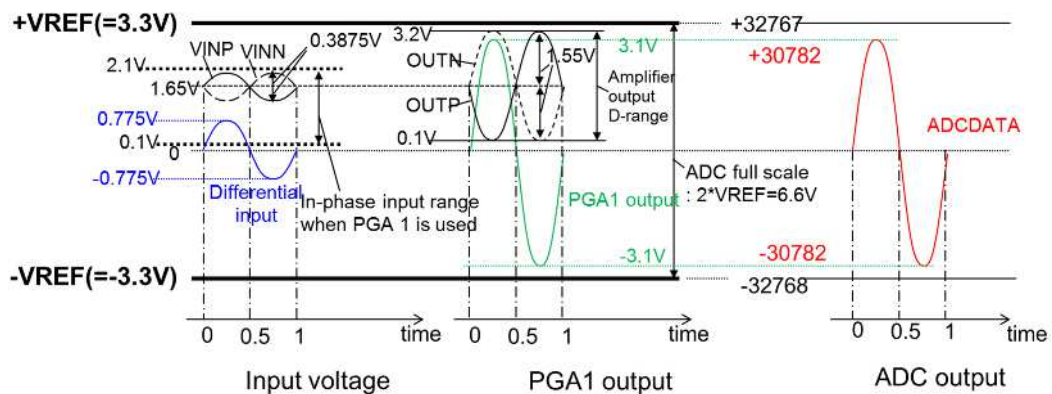 +VREF(=3.3V)
VINP VINN 0.3875V
2.1V
1.65V
0.775V
0.1V
0
-0.775V
Differential
input
In-phase input range
when PGA 1 is used
-VREF(=-3.3V)
0 0.5 1 time
Input voltage
3.2V
OUTN
OUTP
0.1V
3.1V
1.55V
Amplifier
output
D-range
PGA1 output
-3.1V
ADC full scale
: 2*VREF=6.6V
0 0.5 1 time
PGA1 output
+32767
+30782
ADCDATA
-30782
-32768
0 0.5 1 time
ADC output